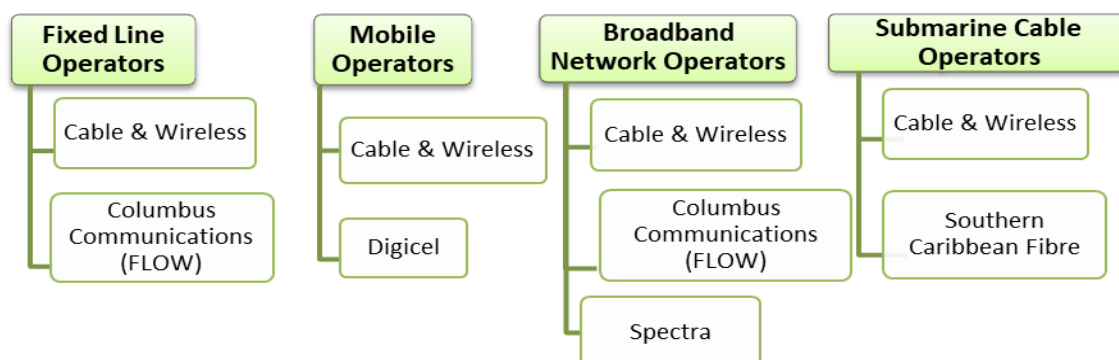 Fixed Line
Operators
Cable & Wireless
Columbus
Communications
(FLOW)
Mobile
Operators
Cable & Wireless
Digicel
Broadband
Network Operators
Cable & Wireless
Columbus
Communications
(FLOW)
Spectra
Submarine Cable
Operators
Cable & Wireless
Southern
Caribbean Fibre